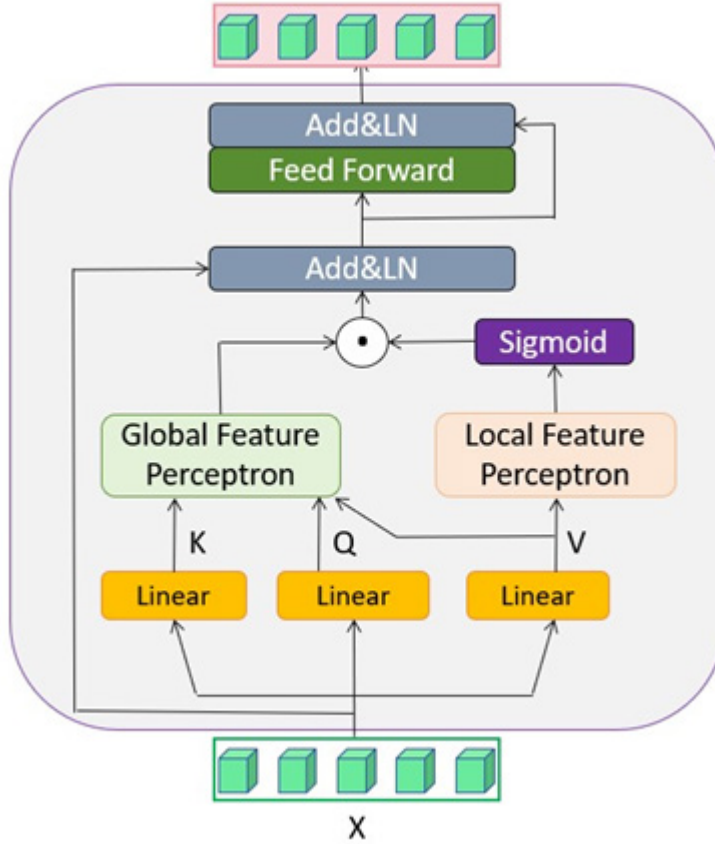 Add&LN
Feed Forward
Add&LN
Sigmoid
Global Feature
Perceptron
Local Feature
Perceptron
K
Q
V
Linear
Linear
Linear
X